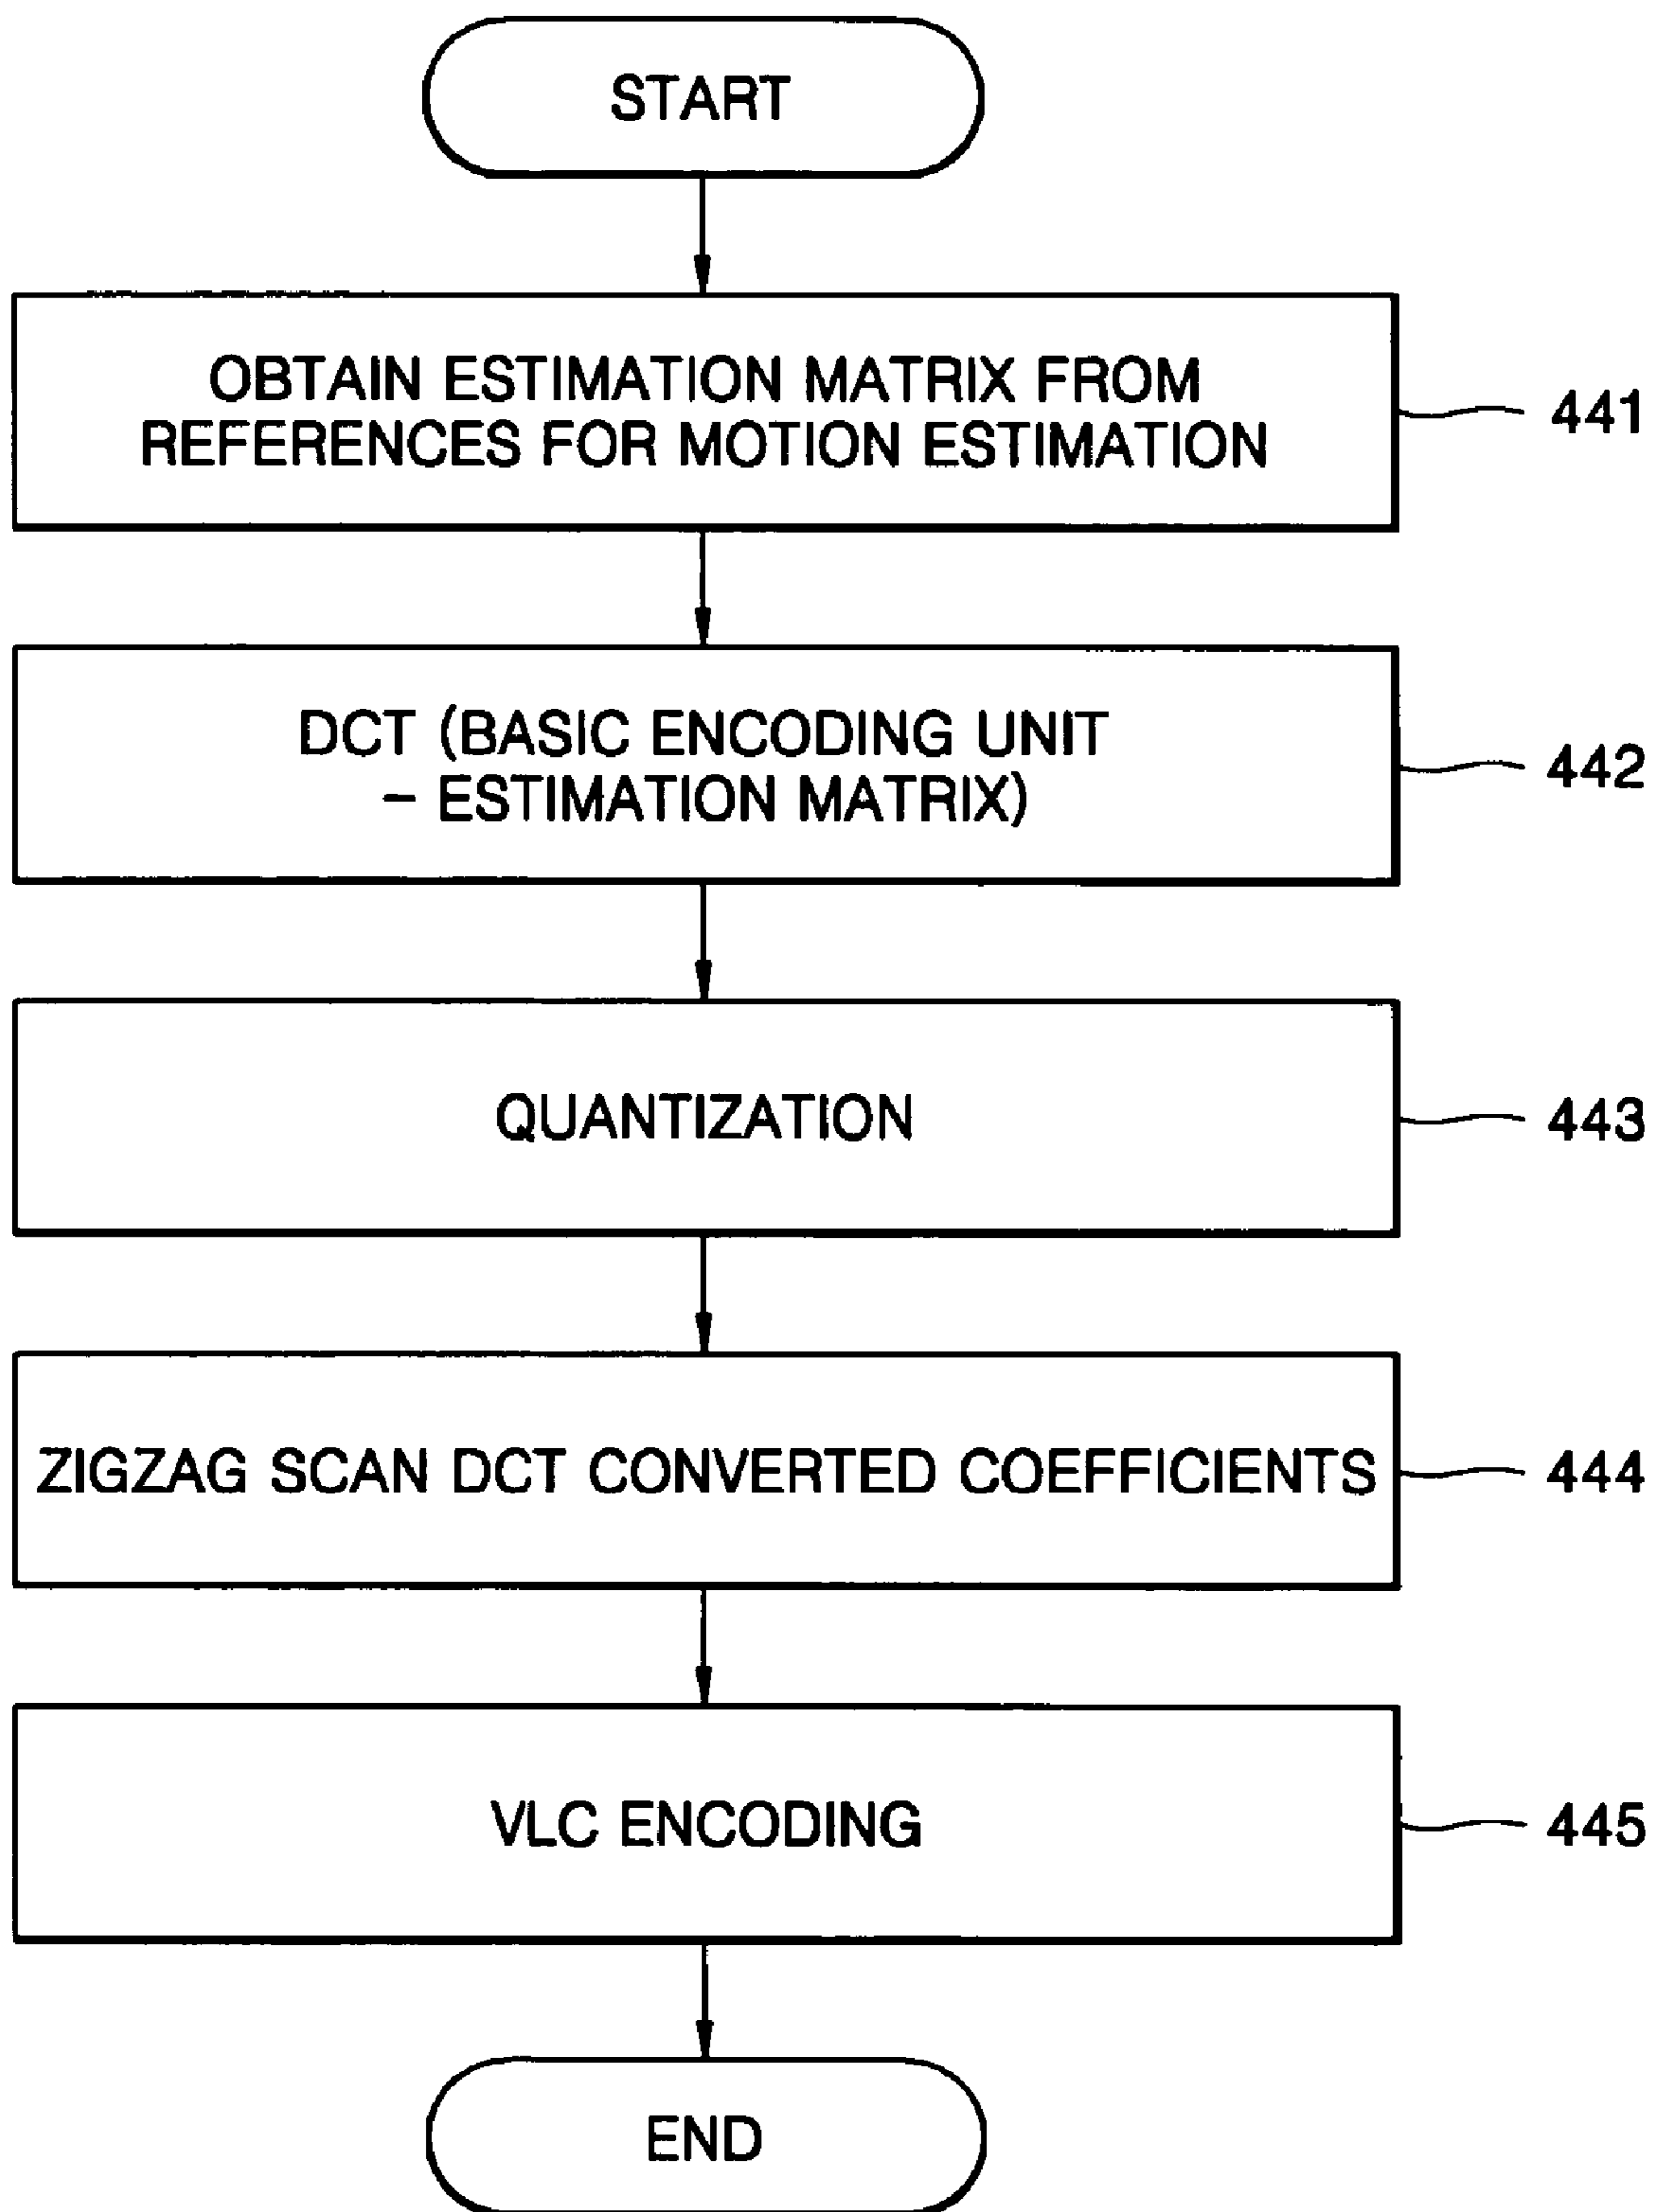 START
OBTAIN ESTIMATION MATRIX FROM
REFERENCES FOR MOTION ESTIMATION
441
DCT (BASIC ENCODING UNIT
– ESTIMATION MATRIX)
442
QUANTIZATION
443
ZIGZAG SCAN DCT CONVERTED COEFFICIENTS
444
VLC ENCODING
445
END